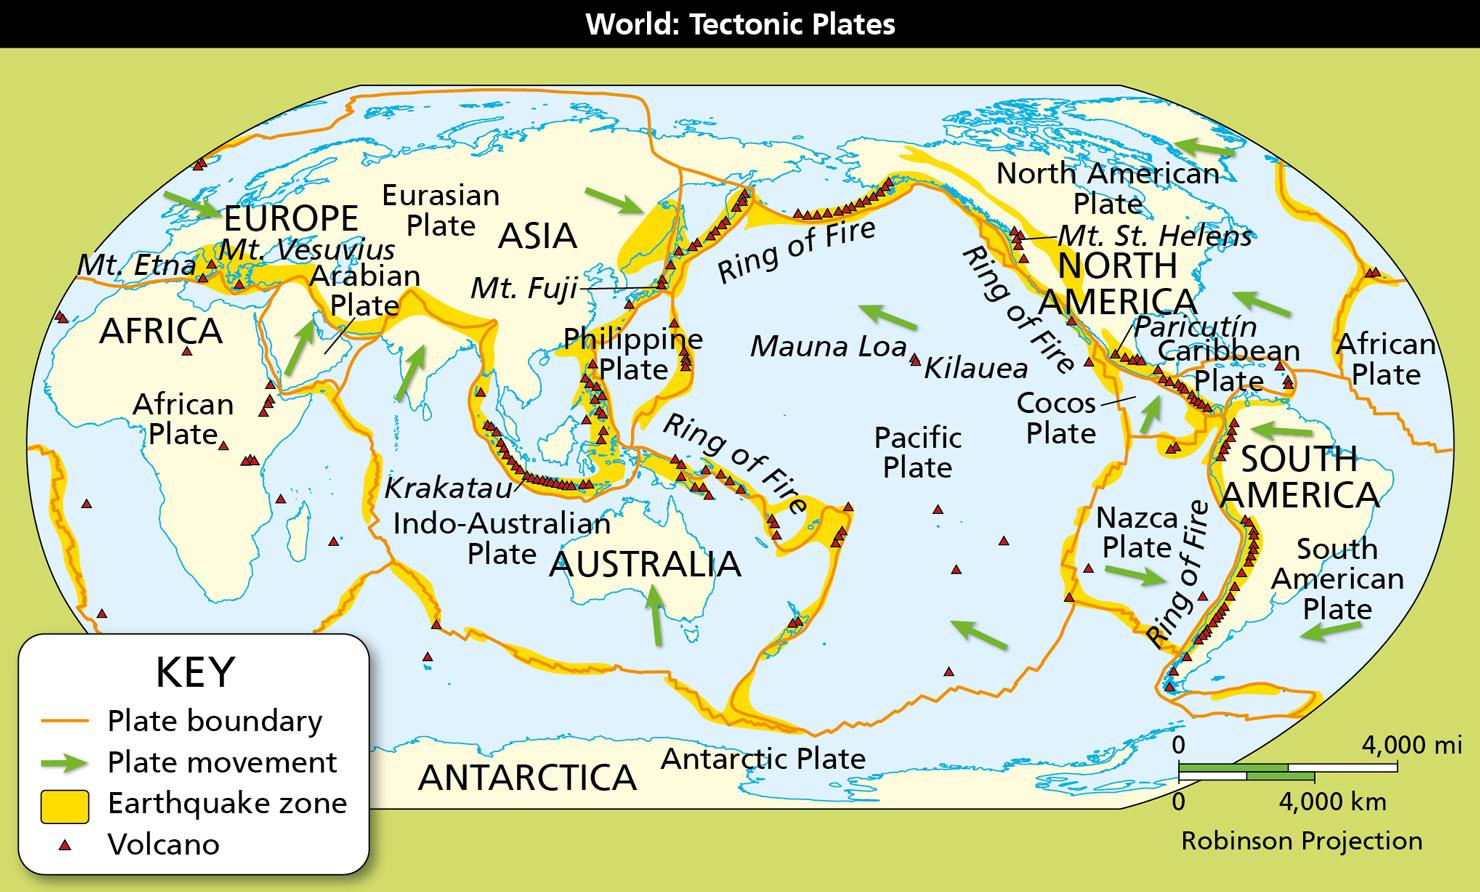 World: Tectonic Plates
North American
Plate
Eurasian
Plate
EUROPE
ASIA
Mt. Vesuvius
Mt. Etna
Arabian
Plate
Mt. Fuji
Ring of Fire
Mt. St. Helens
NORTH
AMERICA
Ring of Fire
AFRICA
Philippine
Plate
Mauna Loa
Kilauea
Paricutín
Caribbean
Plate
African
Plate
African
Plate
Cocos
Plate
Ring of Fire
Pacific
Plate
SOUTH
AMERICA
Krakatau
Indo-Australian
Plate
AUSTRALIA
Nazca
Plate
Ring of Fire
South
American
Plate
Antarctic Plate
ANTARCTICA
KEY
Plate boundary
Plate movement
Earthquake zone
Volcano
0 4,000 mi
0 4,000 km
Robinson Projection